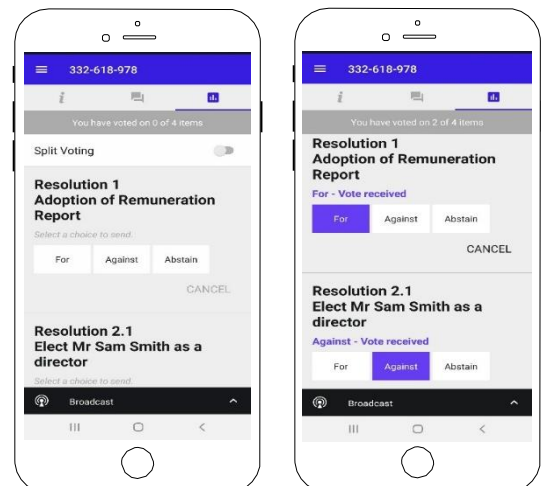 332-618-978
You have voted on 0 of 4 items
Split Voting
Resolution 1
Adoption of Remuneration
Report
Select a choice to send.
For Against Abstain
CANCEL
Resolution 2.1
Elect Mr Sam Smith as a
director
Select a choice to send.
Broadcast
332-618-978
You have voted on 2 of 4 items
Resolution 1
Adoption of Remuneration
Report
For - Vote received
For Against Abstain
CANCEL
Resolution 2.1
Elect Mr Sam Smith as a
director
Against - Vote received
For Against Abstain
Broadcast